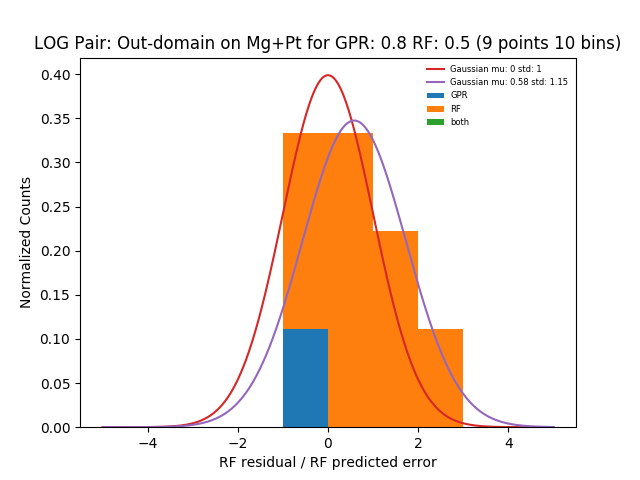 LOG Pair: Out-domain on Mg+Pt for GPR: 0.8 RF: 0.5 (9 points 10 bins)
Gaussian mu: 0 std: 1
Gaussian mu: 0.58 std: 1.15
GPR
RF
both
Normalized Counts
0.40
0.35
0.30
0.25
0.20
0.15
0.10
0.05
0.00
−4
−2
0
2
4
RF residual / RF predicted error